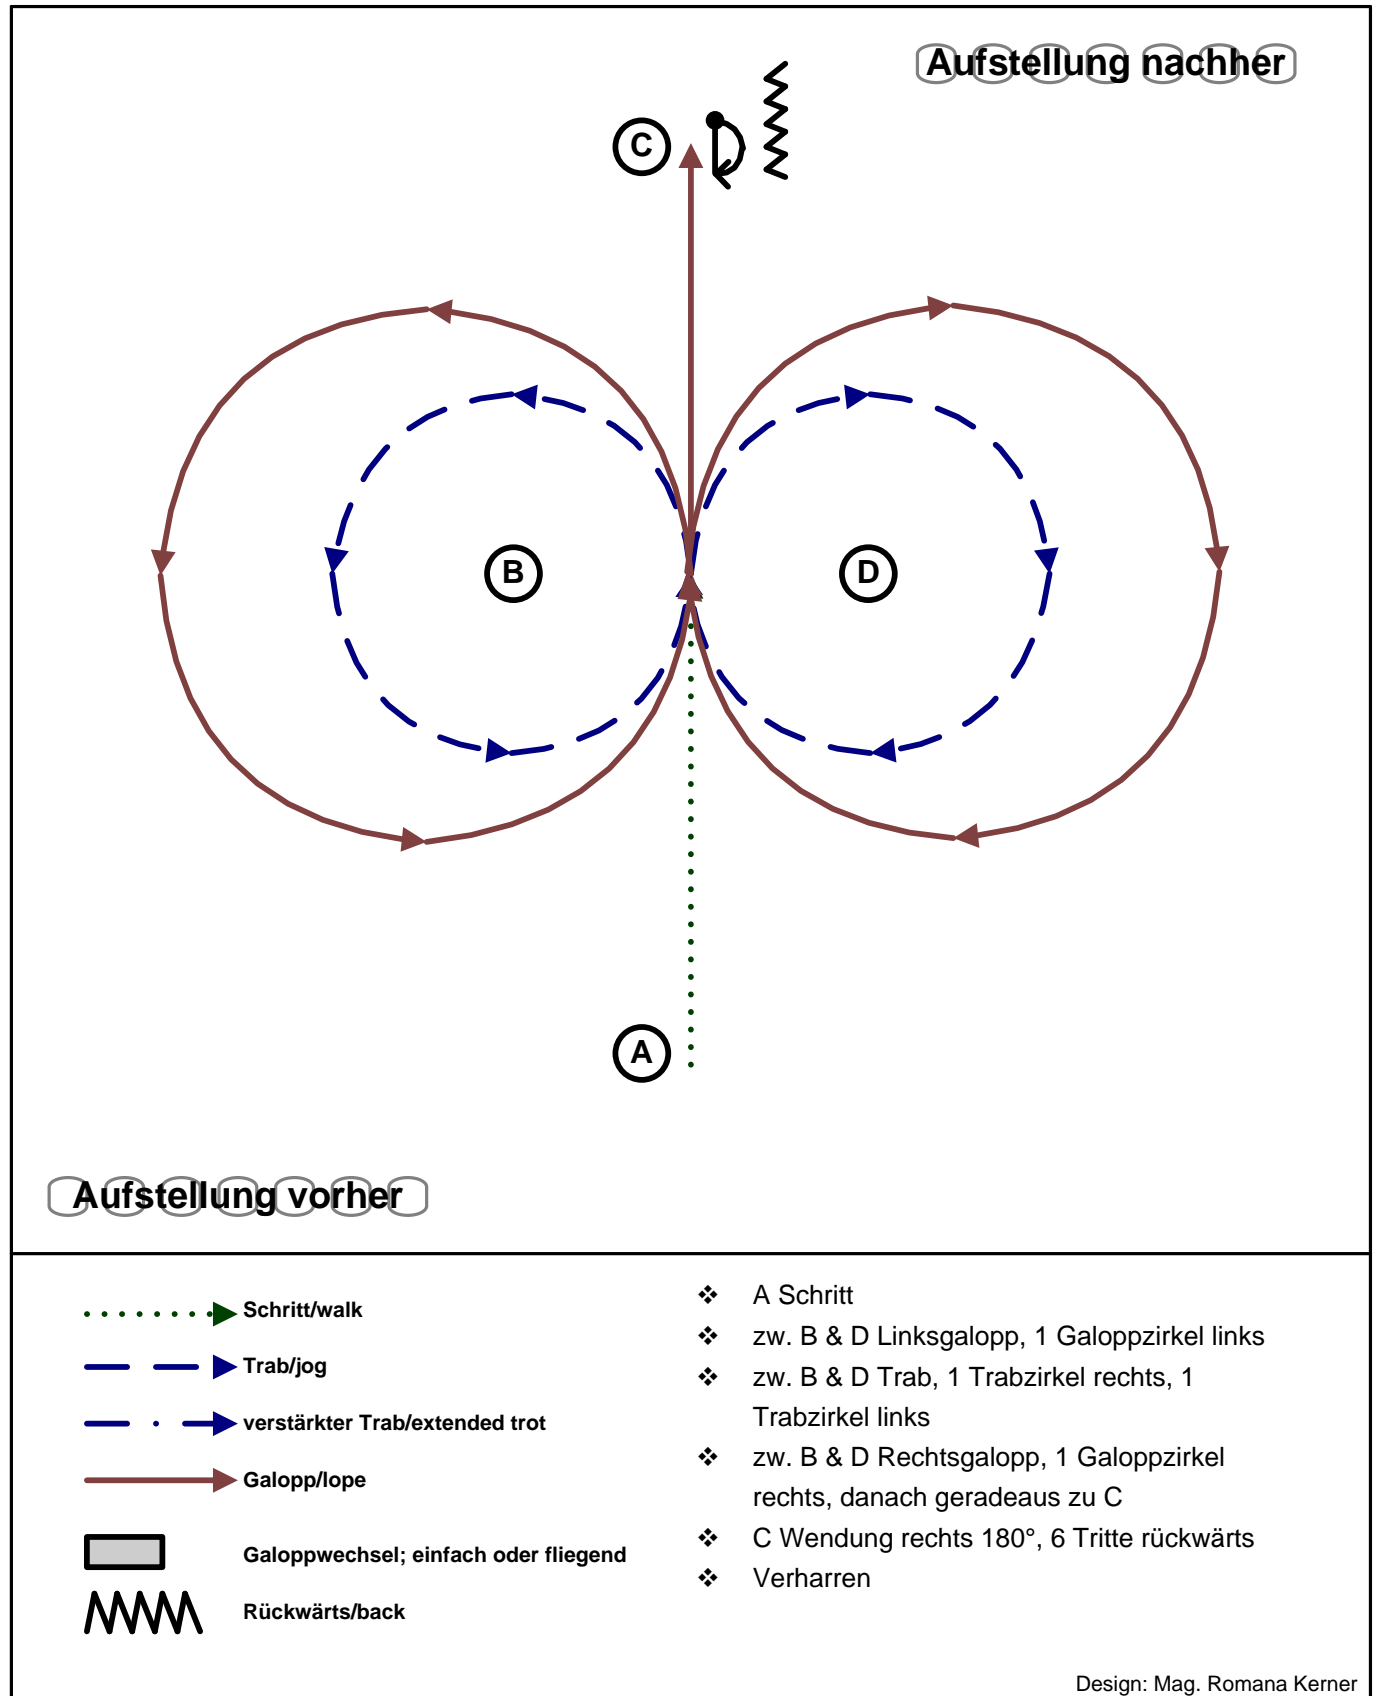 Aufstellung nachher
C
B
D
A
Aufstellung vorher
Schritt/walk
Trab/jog
verstärkter Trab/extended trot
Galopp/lope
Galoppwechsel; einfach oder fliegend
Rückwärts/back
❖ A Schritt
❖ zw. B & D Linksgalopp, 1 Galoppzirkel links
❖ zw. B & D Trab, 1 Trabzirkel rechts, 1
Trabzirkel links
❖ zw. B & D Rechtsgalopp, 1 Galoppzirkel
rechts, danach geradeaus zu C
❖ C Wendung rechts 180°, 6 Tritte rückwärts
❖ Verharren
Design: Mag. Romana Kerner